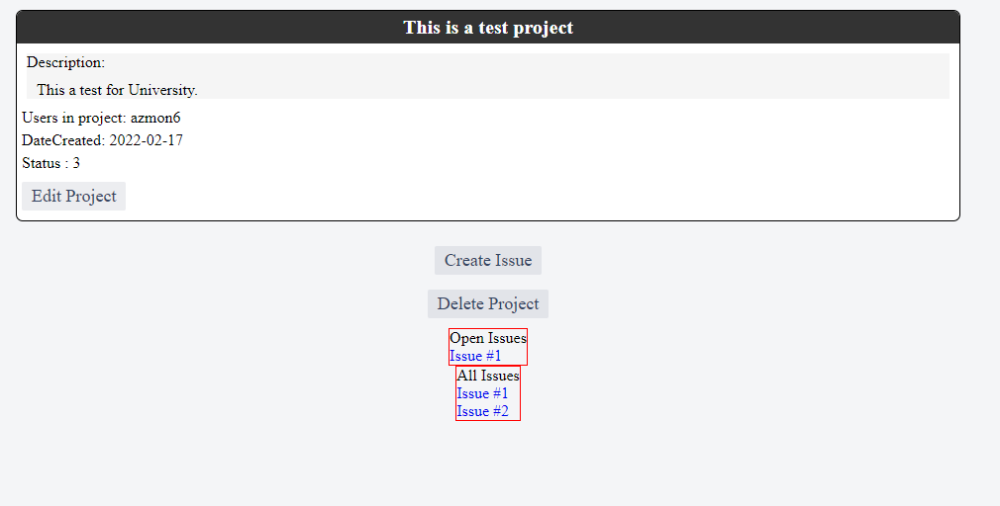 This is a test project
Description:
This a test for University.
Users in project: azmon6
DateCreated: 2022-02-17
Status : 3
Edit Project
Create Issue
Delete Project
Open Issues
Issue #1
All Issues
Issue #1
Issue #2